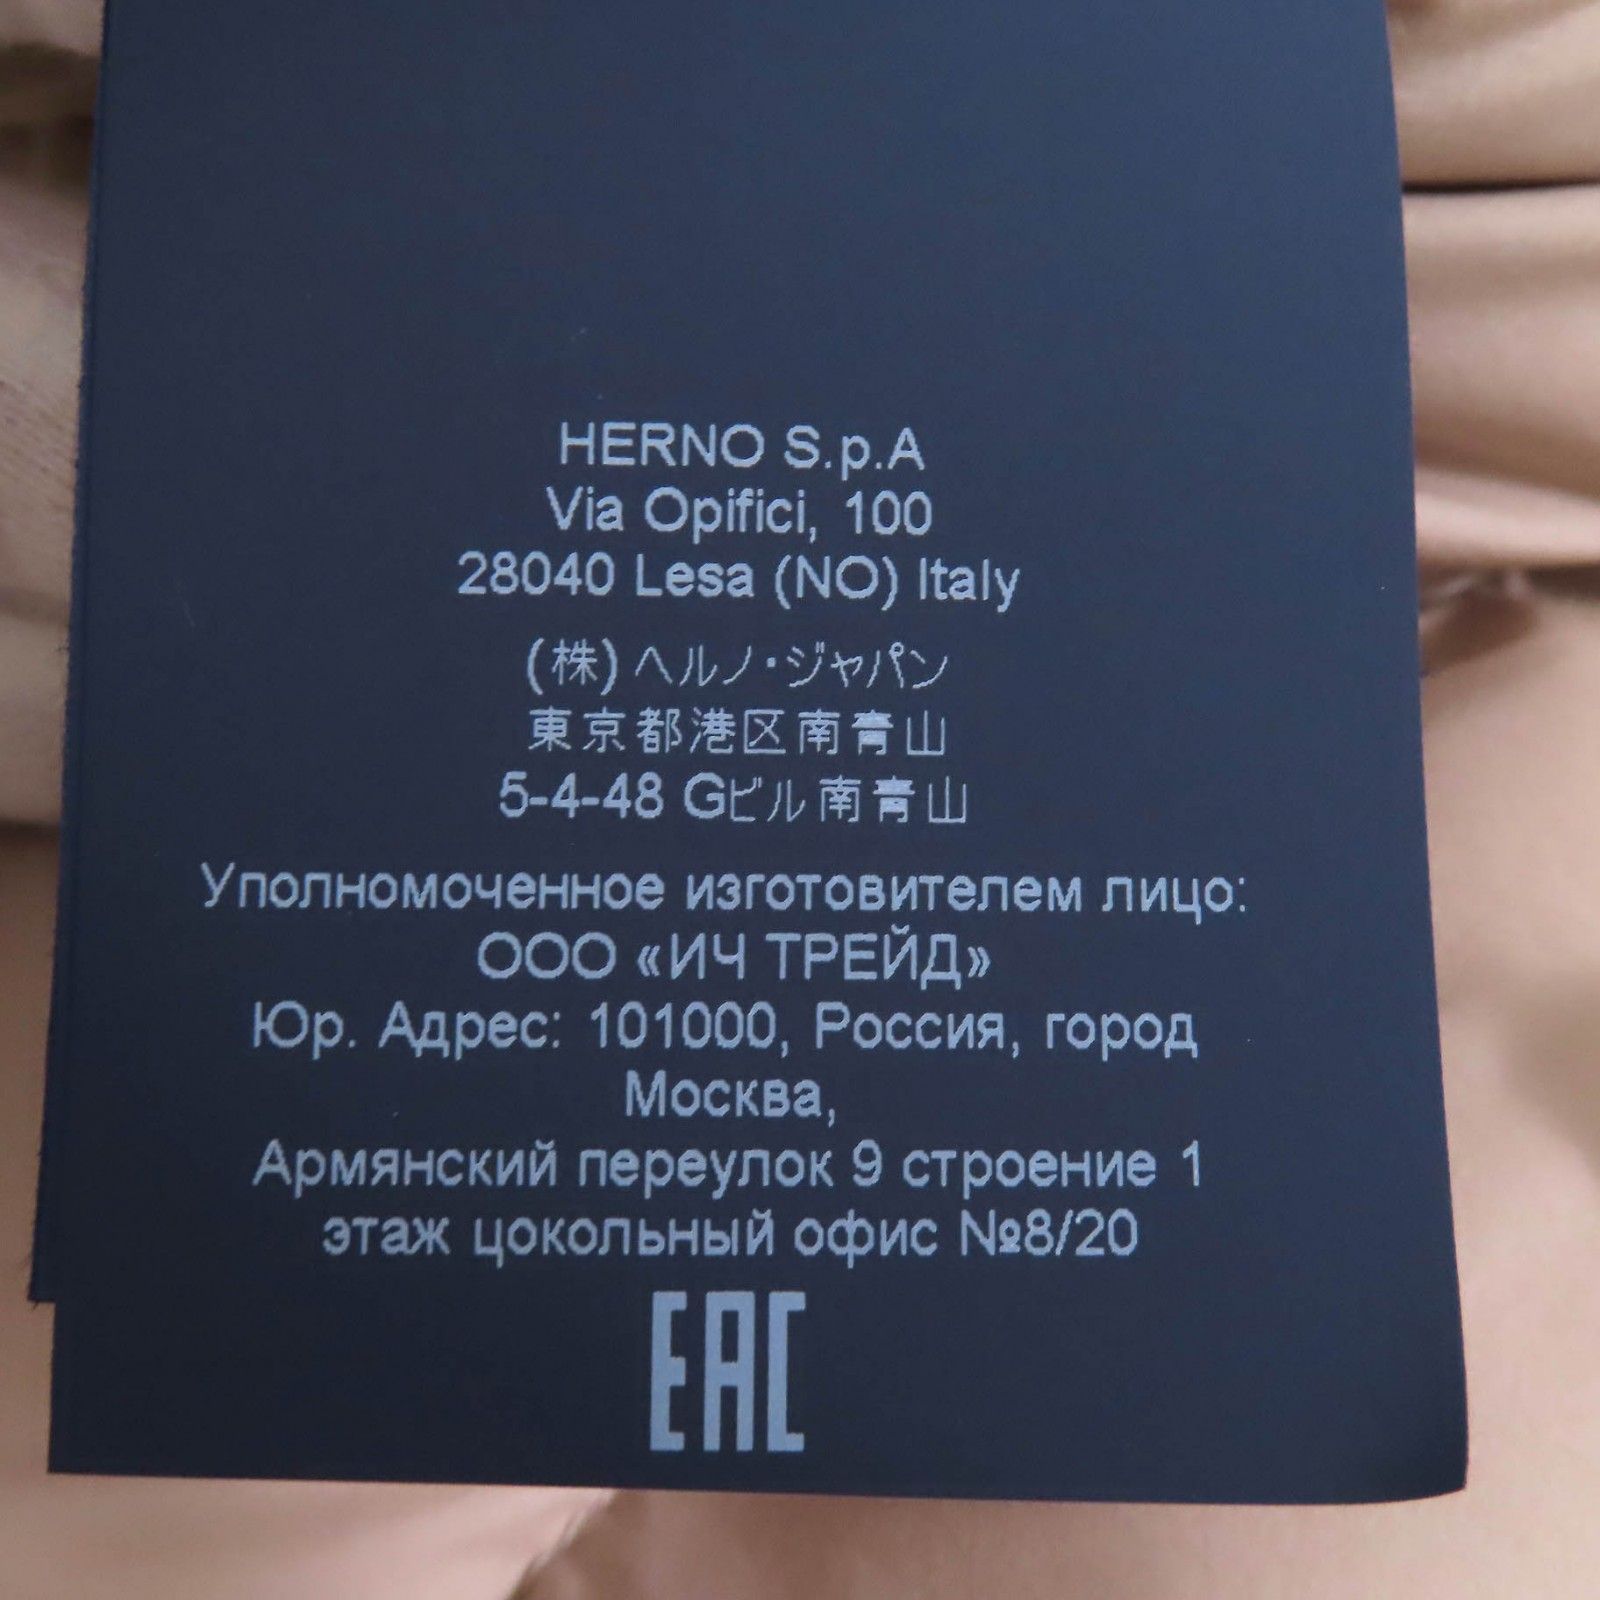 HERNO S.p.A
Via Opifici, 100
28040 Lesa (NO) Italy
(株) ヘルノ・ジャパン
東京都港区南青山
5-4-48 Gビル南青山
Уполномоченное изготовителем лицо:
ООО «ИЧ ТРЕЙД»
Юр. Адрес: 101000, Россия, город
Москва,
Армянский переулок 9 строение 1
этаж цокольный офис №8/20
EAC